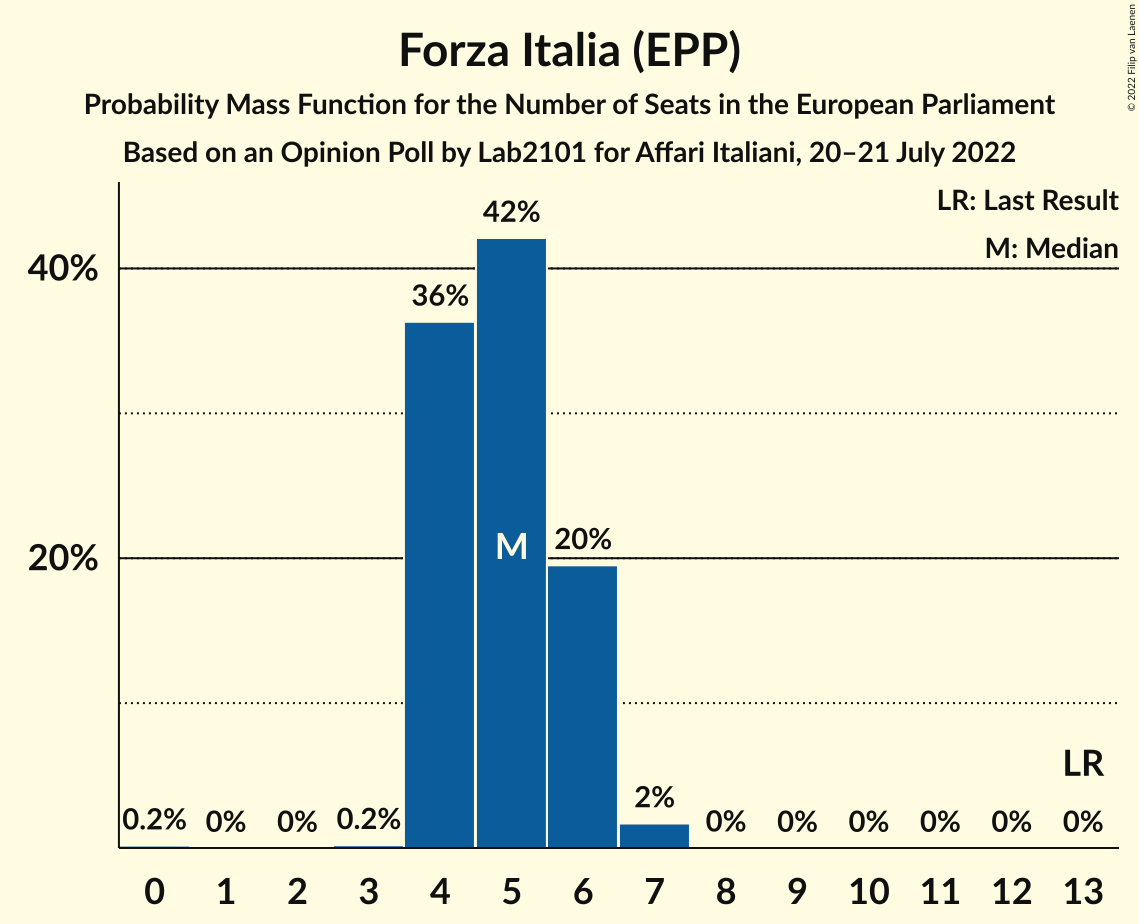 Forza Italia (EPP)
Probability Mass Function for the Number of Seats in the European Parliament
Based on an Opinion Poll by Lab2101 for Affari Italiani, 20–21 July 2022
© 2022 Filip van Laenen
LR: Last Result
M: Median
42%
40%
36%
20%
M
20%
LR
0.2% 0% 0% 0.2% 2% 0% 0% 0% 0% 0% 0%
0 1 2 3 4 5 6 7 8 9 10 11 12 13